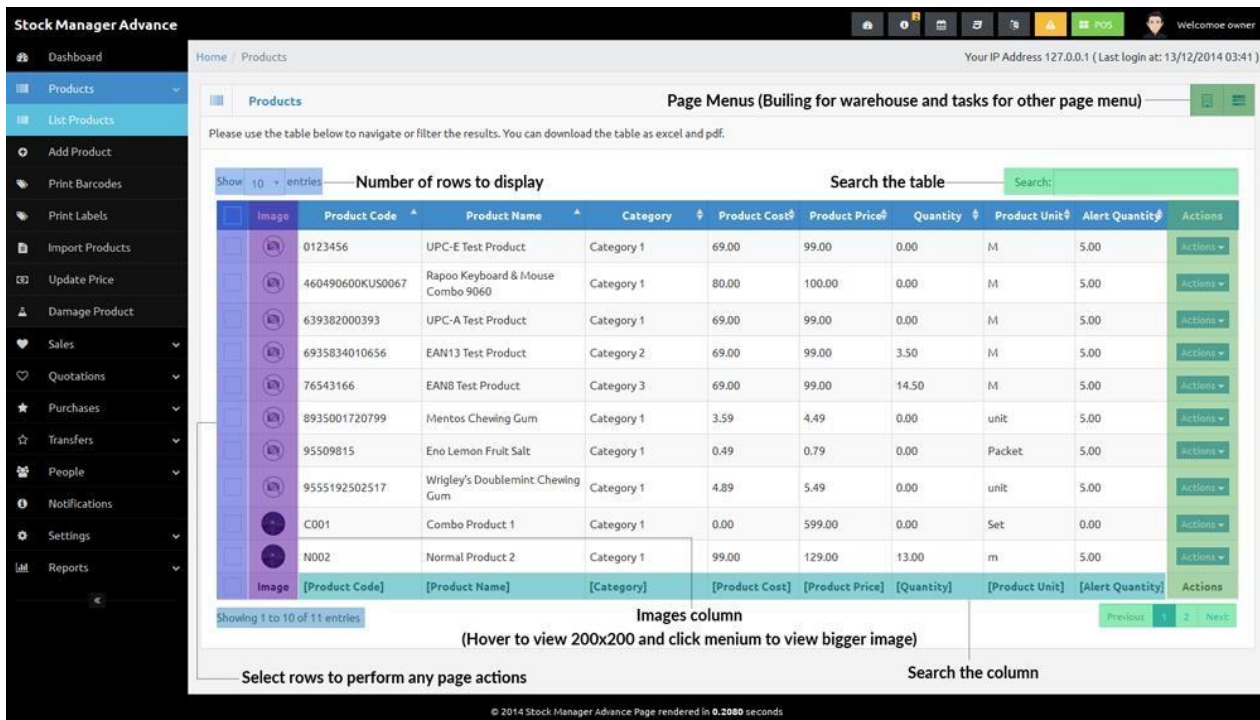 Stock Manager Advance
2
POS
Welcomoe owner
Dashboard
Products
List Products
Add Product
Print Barcodes
Print Labels
Import Products
Update Price
Damage Product
Sales
Quotations
Purchases
Transfers
People
Notifications
Settings
Reports
Home / Products
Your IP Address 127.0.0.1 ( Last login at: 13/12/2014 03:41 )
Products
Page Menus (Builing for warehouse and tasks for other page menu)
Please use the table below to navigate or filter the results. You can download the table as excel and pdf.
Show 10 entries
Number of rows to display
Search the table
Search:
Image Product Code Product Name Category Product Cost Product Price Quantity Product Unit Alert Quantity Actions
0123456 UPC-E Test Product Category 1 69.00 99.00 0.00 M 5.00 Actions
460490600KUS0067 Rapoo Keyboard & Mouse
Combo 9060 Category 1 80.00 100.00 0.00 M 5.00 Actions
639382000393 UPC-A Test Product Category 1 69.00 99.00 0.00 M 5.00 Actions
6935834010656 EAN13 Test Product Category 2 69.00 99.00 3.50 M 5.00 Actions
76543166 EAN8 Test Product Category 3 69.00 99.00 14.50 M 5.00 Actions
8935001720799 Mentos Chewing Gum Category 1 3.59 4.49 0.00 unit 5.00 Actions
95509815 Eno Lemon Fruit Salt Category 1 0.49 0.79 0.00 Packet 5.00 Actions
9555192502517 Wrigley's Doublemint Chewing
Gum Category 1 4.89 5.49 0.00 unit 5.00 Actions
C001 Combo Product 1 Category 1 0.00 599.00 0.00 Set 0.00 Actions
N002 Normal Product 2 Category 1 99.00 129.00 13.00 m 5.00 Actions
Image [Product Code] [Product Name] [Category] [Product Cost] [Product Price] [Quantity] [Product Unit] [Alert Quantity] Actions
Showing 1 to 10 of 11 entries
Images column
(Hover to view 200x200 and click menium to view bigger image)
Previous 1 2 Next
Select rows to perform any page actions
Search the column
© 2014 Stock Manager Advance Page rendered in 0.2080 seconds